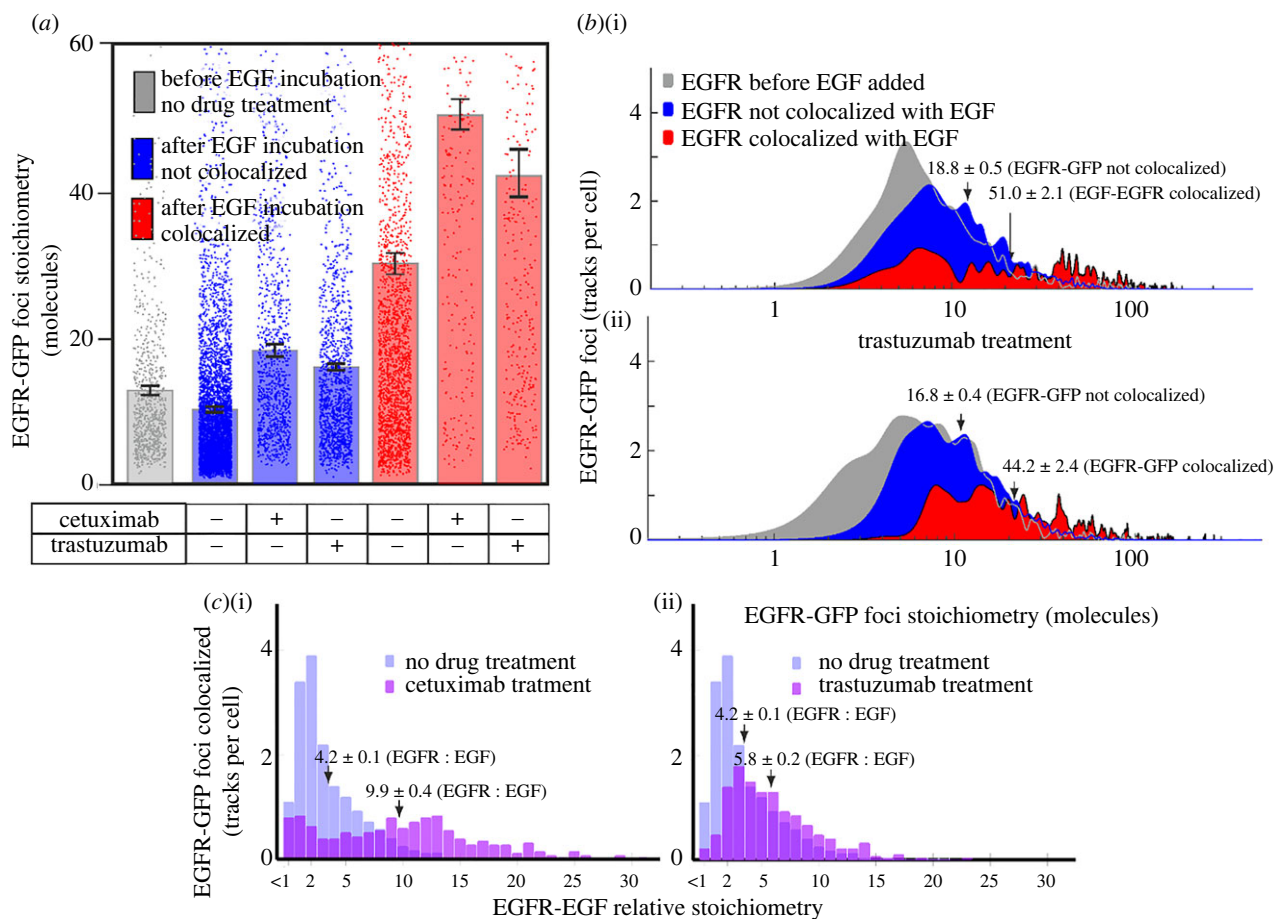 (a)
60
40
20
0
EGFR-GFP foci stoichiometry
(molecules)
before EGF incubation
no drug treatment
after EGF incubation
not colocalized
after EGF incubation
colocalized
cetuximab – + – – + –
trastuzumab – – + – – +
(b)(i)
EGFR before EGF added
EGFR not colocalized with EGF
EGFR colocalized with EGF
18.8 ± 0.5 (EGFR-GFP not colocalized)
51.0 ± 2.1 (EGF-EGFR colocalized)
4
2
0
1 10 100
EGFR-GFP foci (tracks per cell)
(ii)
trastuzumab treatment
16.8 ± 0.4 (EGFR-GFP not colocalized)
44.2 ± 2.4 (EGFR-GFP colocalized)
4
2
0
1 10 100
EGFR-GFP foci stoichiometry (molecules)
(c)(i)
EGFR-GFP foci colocalized
(tracks per cell)
4
2
0
no drug treatment
cetuximab tratment
4.2 ± 0.1 (EGFR : EGF)
9.9 ± 0.4 (EGFR : EGF)
<1 2 5 10 15 20 25 30
(ii)
4
2
0
no drug treatment
trastuzumab treatment
4.2 ± 0.1 (EGFR : EGF)
5.8 ± 0.2 (EGFR : EGF)
<1 2 5 10 15 20 25 30
EGFR-EGF relative stoichiometry